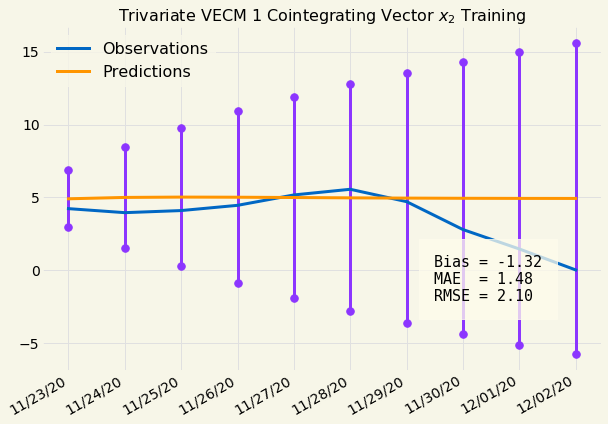 Trivariate VECM 1 Cointegrating Vector x₂ Training
Observations
Predictions
15
10
5
0
−5
Bias = -1.32
MAE  = 1.48
RMSE = 2.10
11/23/20
11/24/20
11/25/20
11/26/20
11/27/20
11/28/20
11/29/20
11/30/20
12/01/20
12/02/20